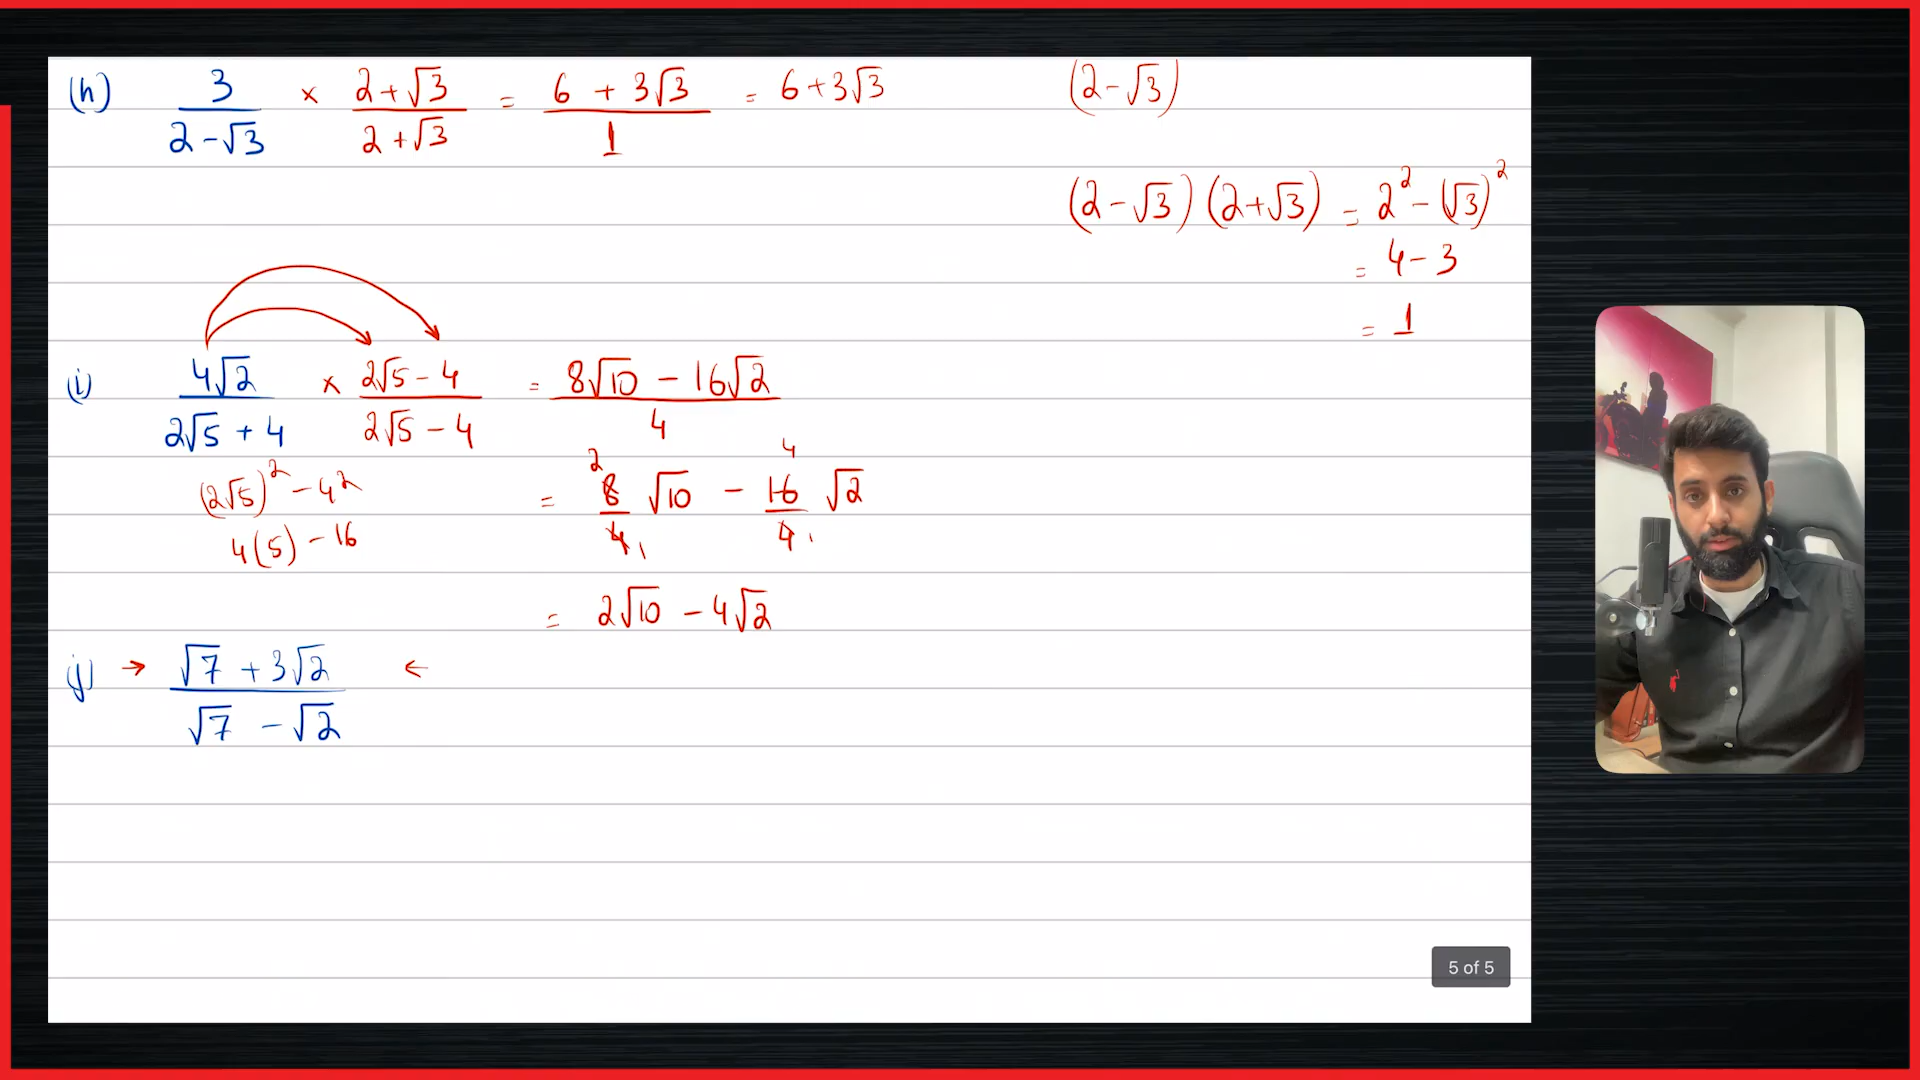 (h) 3/(2-√3) × (2+√3)/(2+√3) = (6+3√3)/1 = 6+3√3
(2-√3)
(2-√3)(2+√3) = 2² - (√3)²
= 4-3
= 1
(i) 4√2/(2√5+4) × (2√5-4)/(2√5-4) = (8√10 - 16√2)/4
(2√5)² - 4²
4(5) - 16
= 8/4 √10 - 16/4 √2
2 4
1 1
= 2√10 - 4√2
(j) → (√7+3√2)/(√7-√2) ←
5 of 5